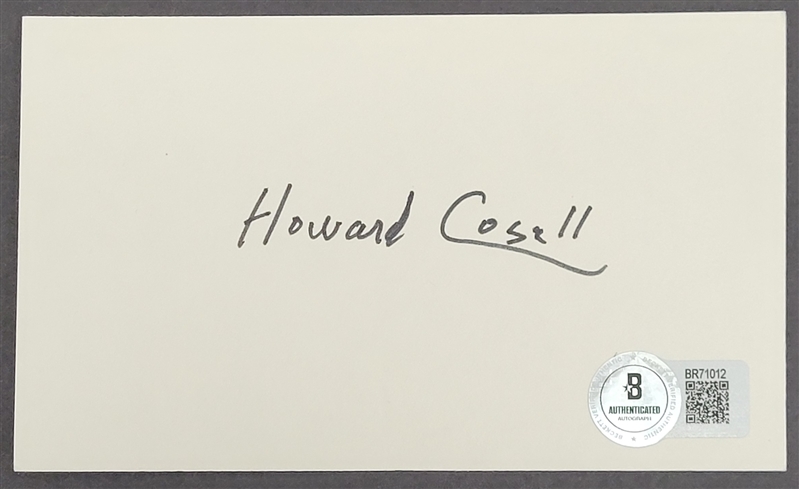 Howard Cosell
BR71012
B
AUTHENTICATED
AUTOGRAPH